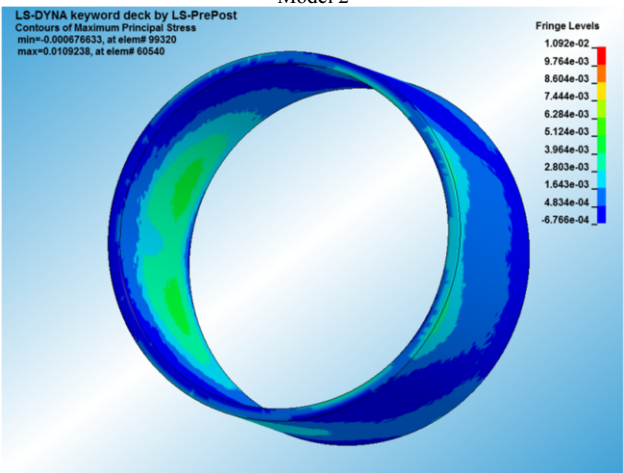 Model 2
LS-DYNA keyword deck by LS-PrePost
Contours of Maximum Principal Stress
min=-0.000676633, at elem# 99320
max=0.0109238, at elem# 60540
Fringe Levels
1.092e-02
9.764e-03
8.604e-03
7.444e-03
6.284e-03
5.124e-03
3.964e-03
2.803e-03
1.643e-03
4.834e-04
-6.766e-04